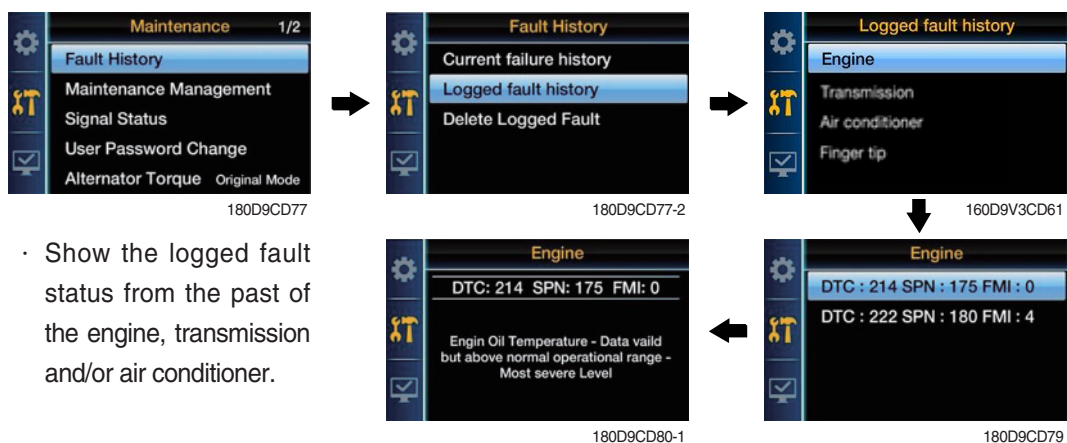 Maintenance 1/2
Fault History
Maintenance Management
Signal Status
User Password Change
Alternator Torque Original Mode
180D9CD77
Fault History
Current failure history
Logged fault history
Delete Logged Fault
180D9CD77-2
Logged fault history
Engine
Transmission
Air conditioner
Finger tip
160D9V3CD61
· Show the logged fault
status from the past of
the engine, transmission
and/or air conditioner.
Engine
DTC : 214 SPN : 175 FMI : 0
DTC : 222 SPN : 180 FMI : 4
180D9CD79
Engine
DTC: 214 SPN: 175 FMI: 0
Engin Oil Temperature - Data vaild
but above normal operational range -
Most severe Level
180D9CD80-1